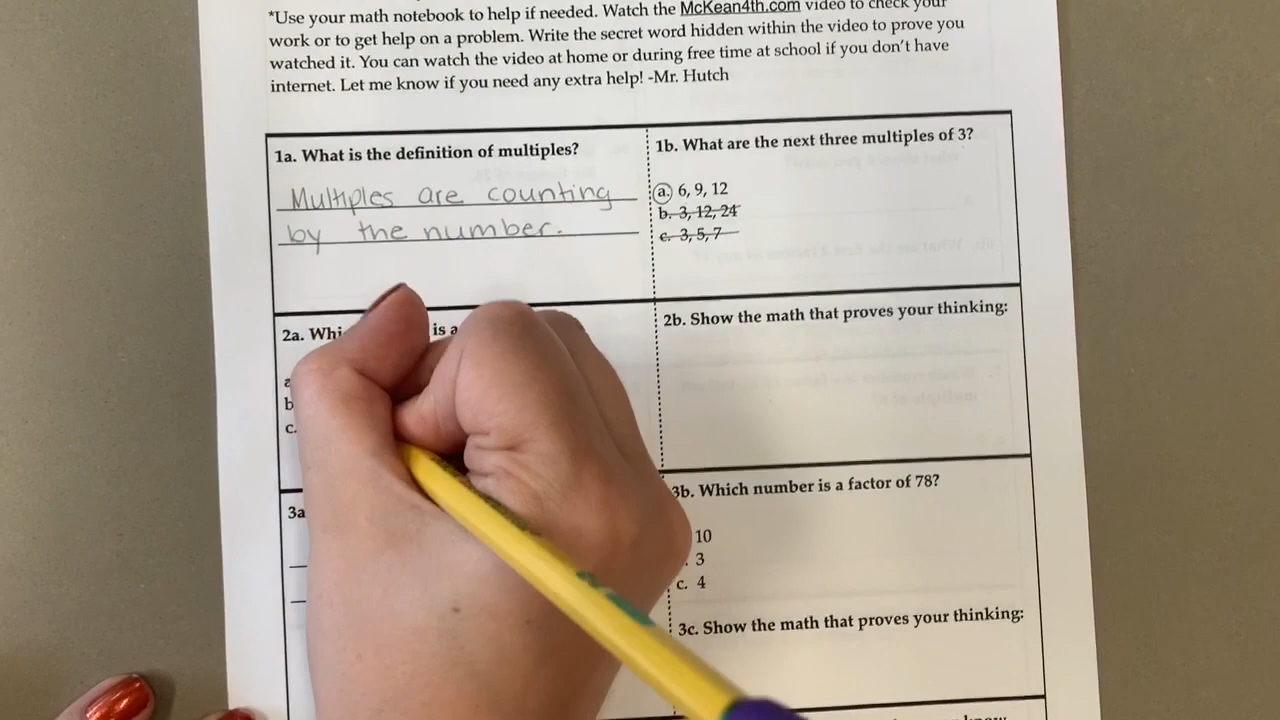 *Use your math notebook to help if needed. Watch the McKean4th.com video to check your
work or to get help on a problem. Write the secret word hidden within the video to prove you
watched it. You can watch the video at home or during free time at school if you don't have
internet. Let me know if you need any extra help! -Mr. Hutch
1a. What is the definition of multiples?
Multiples are counting
by the number.
1b. What are the next three multiples of 3?
a. 6, 9, 12
b. 3, 12, 24
c. 3, 5, 7
2a. is a
b
c.
2b. Show the math that proves your thinking:
3a
3b. Which number is a factor of 78?
10
3
c. 4
3c. Show the math that proves your thinking: